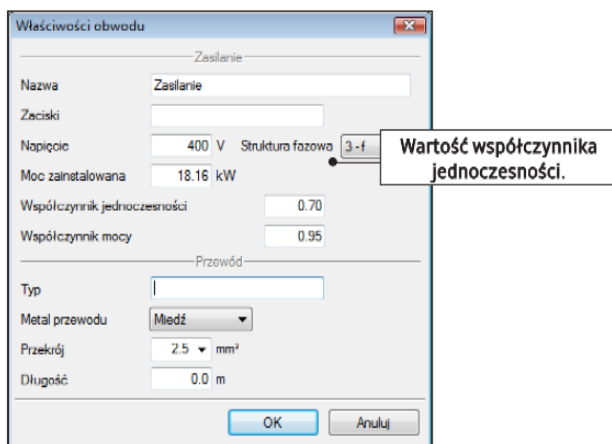 Właściwości obwodu
Zasilanie
Nazwa Zasilanie
Zaciski
Napięcie 400 V Struktura fazowa 3-f
Wartość współczynnika
jednoczesności.
Moc zainstalowana 18.16 kW
Współczynnik jednoczesności 0.70
Współczynnik mocy 0.95
Przewód
Typ
Metal przewodu Miedź
Przekrój 2.5 mm²
Długość 0.0 m
OK Anuluj